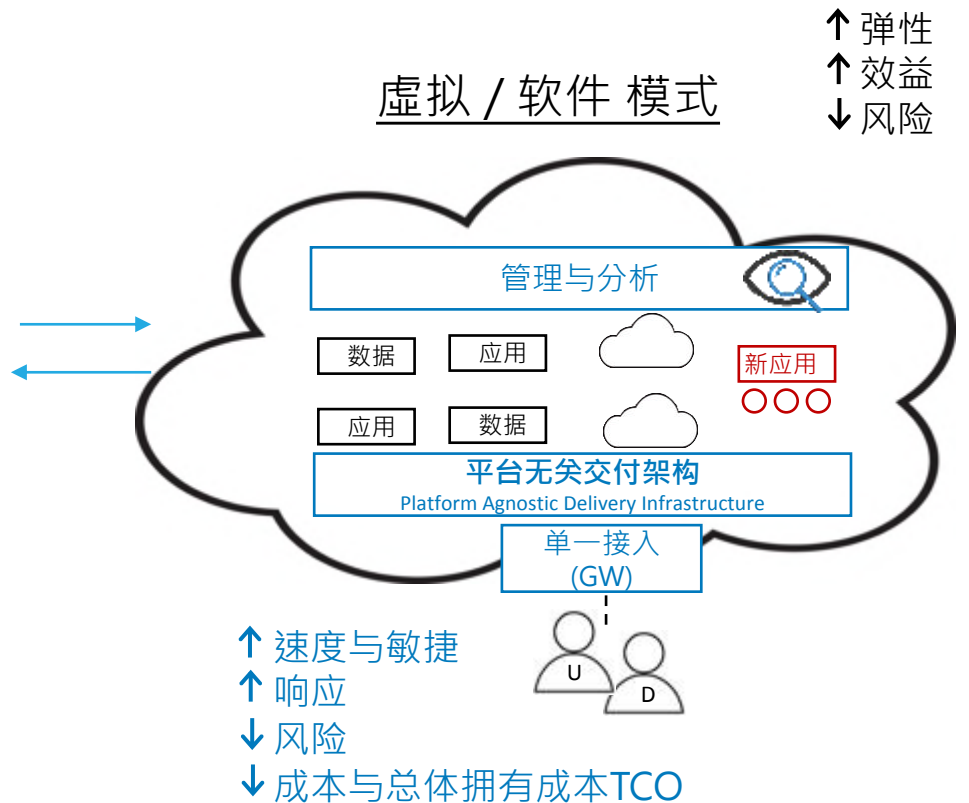 ↑ 弹性
↑ 效益
↓ 风险
虚拟 / 软件 模式
管理与分析
数据
应用
新应用
应用
数据
平台无关交付架构
Platform Agnostic Delivery Infrastructure
单一接入
(GW)
U
D
↑ 速度与敏捷
↑ 响应
↓ 风险
↓ 成本与总体拥有成本TCO